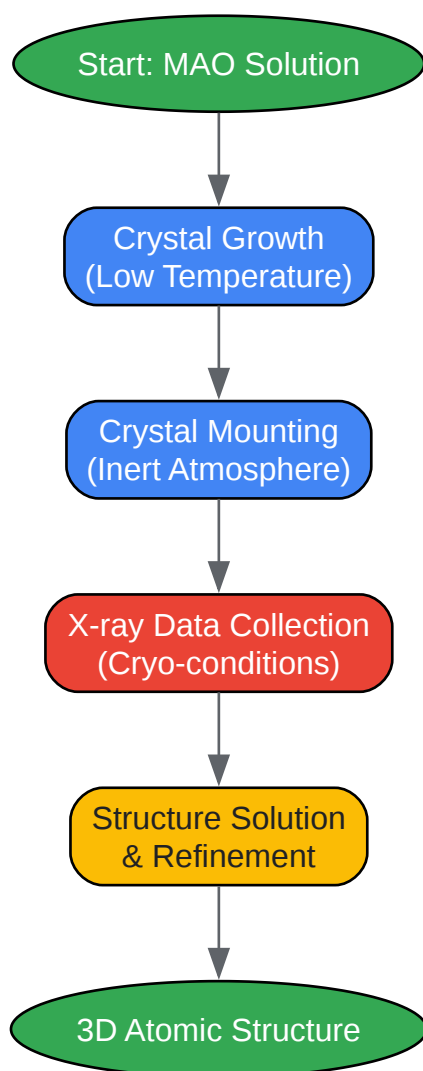 Start: MAO Solution
Crystal Growth
(Low Temperature)
Crystal Mounting
(Inert Atmosphere)
X-ray Data Collection
(Cryo-conditions)
Structure Solution
& Refinement
3D Atomic Structure